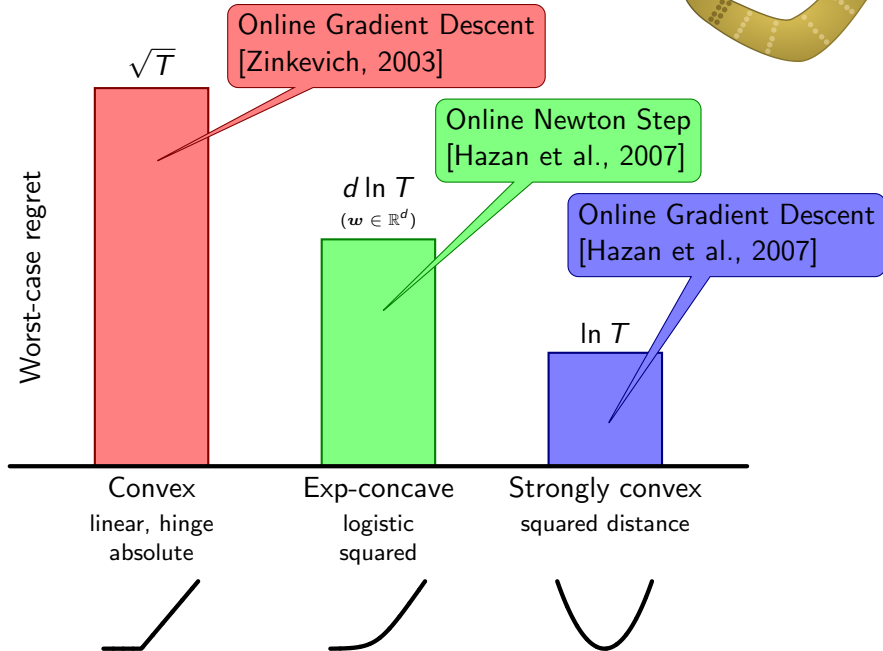 Online Gradient Descent
[Zinkevich, 2003]
√T
Online Newton Step
[Hazan et al., 2007]
d ln T
(w ∈ ℝᵈ)
Online Gradient Descent
[Hazan et al., 2007]
ln T
Worst-case regret
Convex
linear, hinge
absolute
Exp-concave
logistic
squared
Strongly convex
squared distance